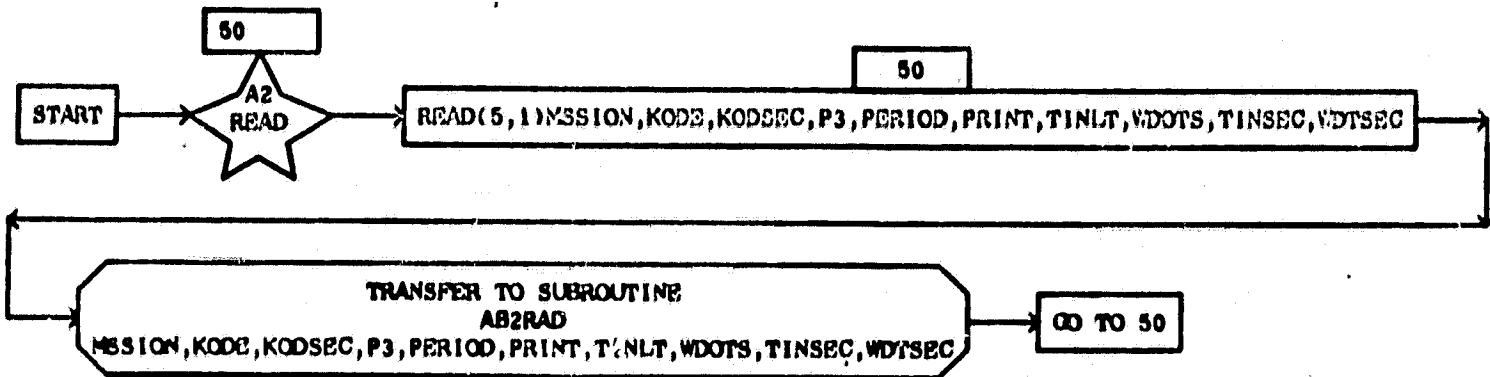 50
START
A2
READ
50
READ(5,1)MSSION,KODE,KODSEC,P3,PERIOD,PRINT,TINLT,WDOTS,TINSEC,WDTSEC
TRANSFER TO SUBROUTINE
AB2RAD
MSSION,KODE,KODSEC,P3,PERIOD,PRINT,TINLT,WDOTS,TINSEC,WDTSEC
GO TO 50